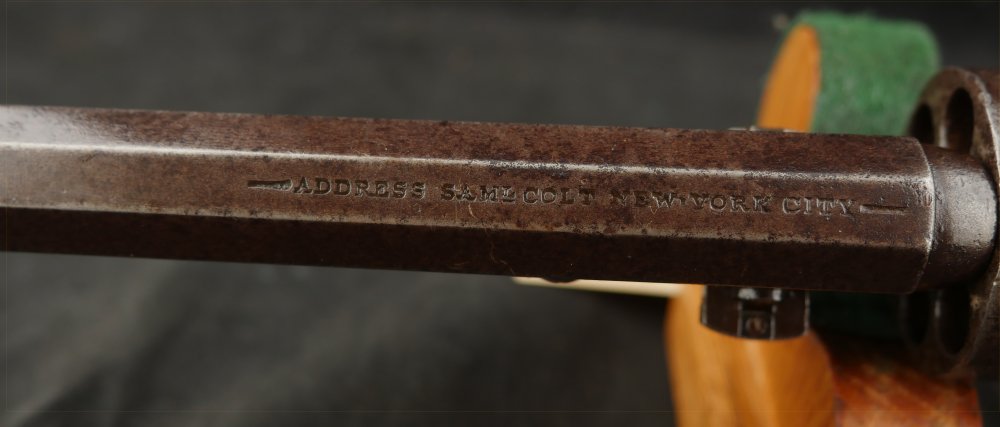 ADDRESS SAMᴸ COLT NEW-YORK CITY